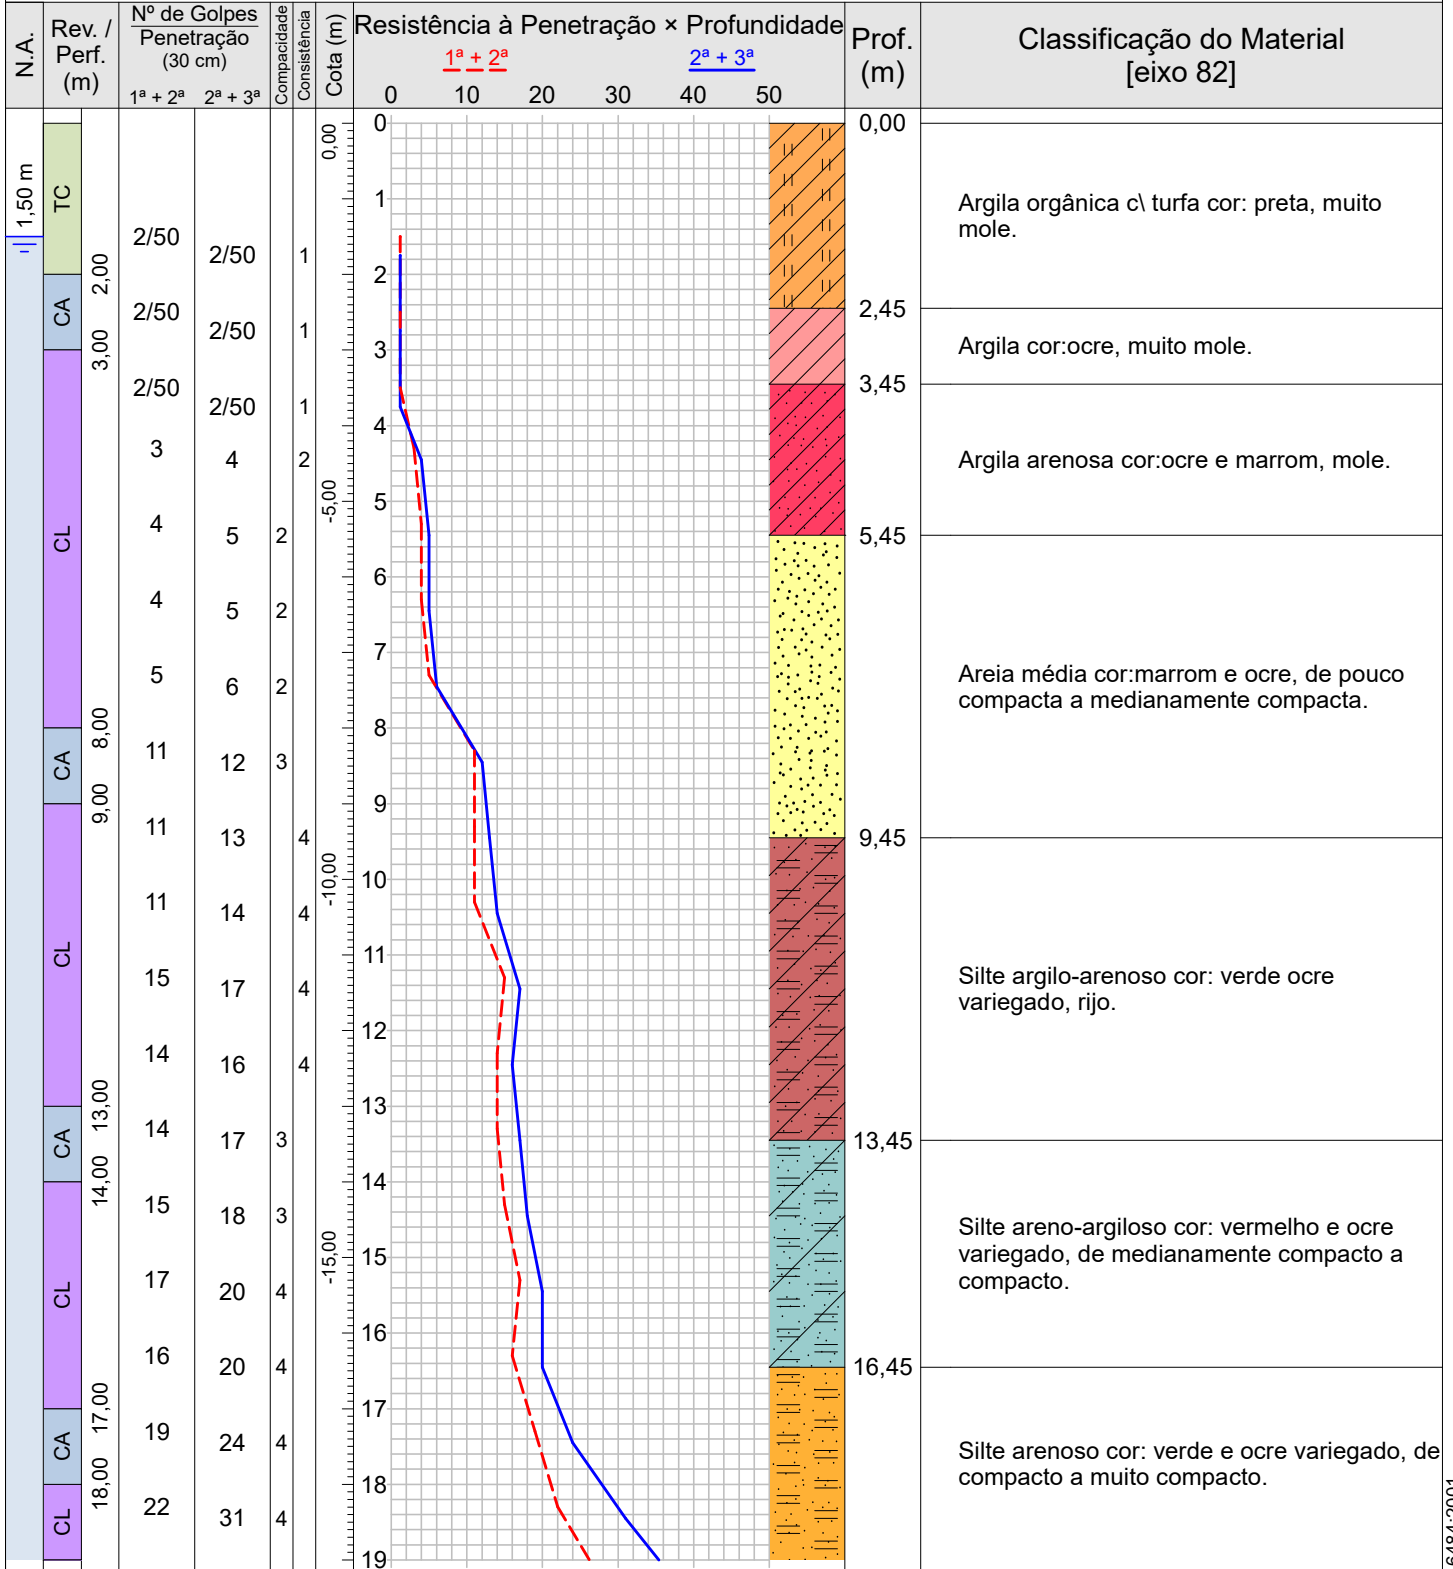 N.A.
Rev. /
Perf.
(m)
Nº de Golpes
Penetração
(30 cm)
1ª + 2ª
2ª + 3ª
Compacidade
Consistência
Cota (m)
Resistência à Penetração × Profundidade
1ª + 2ª
2ª + 3ª
0 10 20 30 40 50
Prof.
(m)
Classificação do Material
[eixo 82]
1,50 m
TC
2,00
CA
3,00
CL
8,00
CA
9,00
CL
13,00
CA
14,00
CL
17,00
CA
18,00
CL
2/50
2/50 1
2/50
2/50 1
2/50
2/50 1
3
4 2
4
5 2
4
5 2
5
6 2
11
12 3
11
13 4
11
14 4
15
17 4
14
16 4
14
17 3
15
18 3
17
20 4
16
20 4
19
24 4
22
31 4
0,00
-5,00
-10,00
-15,00
0
1
2
3
4
5
6
7
8
9
10
11
12
13
14
15
16
17
18
19
0,00
Argila orgânica c\ turfa cor: preta, muito
mole.
2,45
Argila cor:ocre, muito mole.
3,45
Argila arenosa cor:ocre e marrom, mole.
5,45
Areia média cor:marrom e ocre, de pouco
compacta a medianamente compacta.
9,45
Silte argilo-arenoso cor: verde ocre
variegado, rijo.
13,45
Silte areno-argiloso cor: vermelho e ocre
variegado, de medianamente compacto a
compacto.
16,45
Silte arenoso cor: verde e ocre variegado, de
compacto a muito compacto.
6484:2001